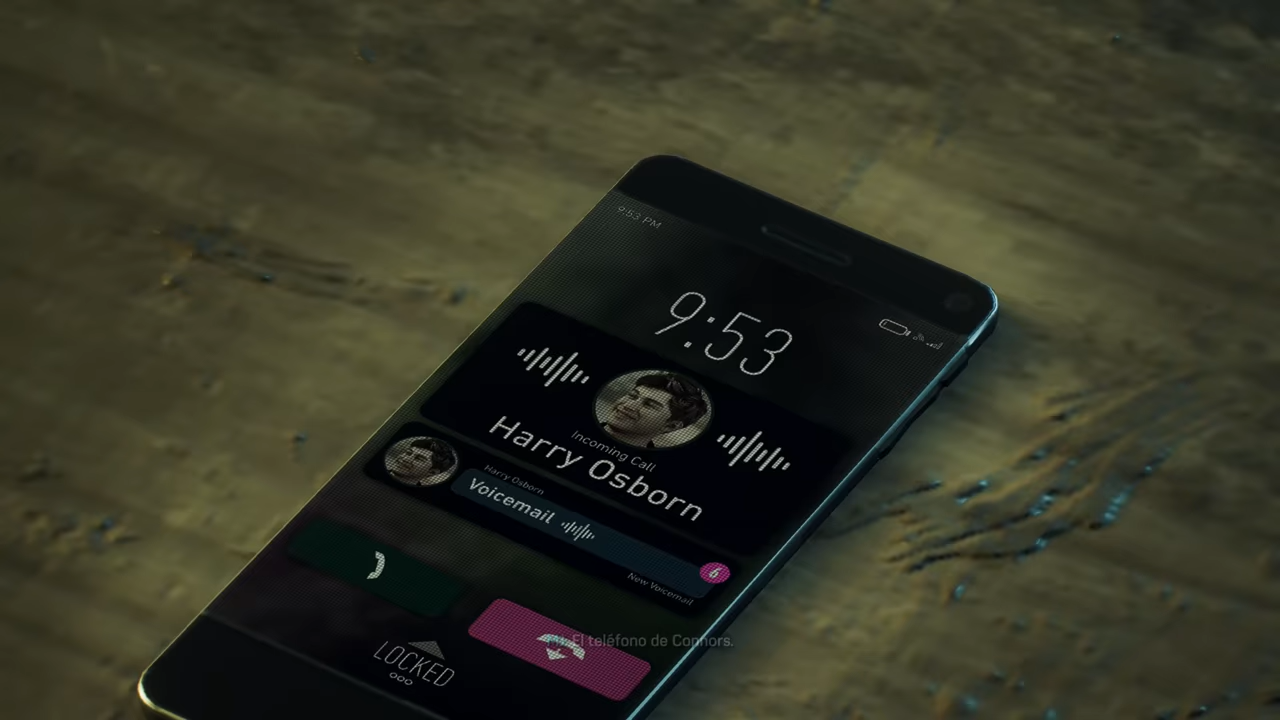 9:53 PM
9:53
Incoming Call
Harry Osborn
Harry Osborn
Voicemail
6
New Voicemail
El teléfono de Connors.
LOCKED